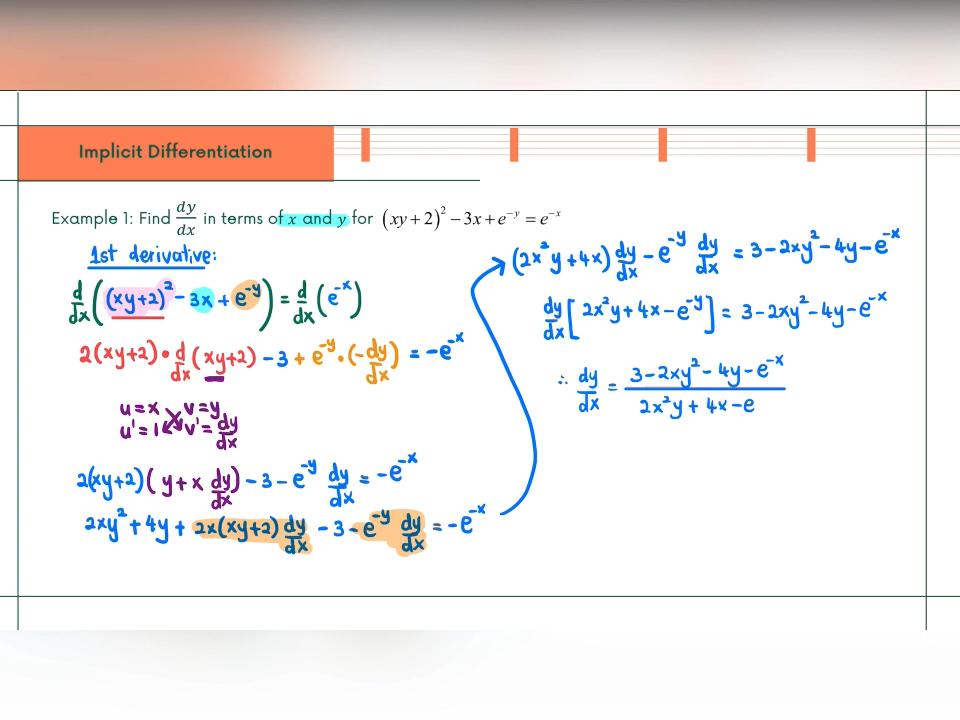 Implicit Differentiation
Example 1: Find dy/dx in terms of x and y for (xy + 2)² − 3x + e^(−y) = e^(−x)
1st derivative:
d/dx((xy+2)² − 3x + e^(−y)) = d/dx(e^(−x))
2(xy+2) · d/dx(xy+2) − 3 + e^(−y) · (−dy/dx) = −e^(−x)
u = x v = y
u' = 1 v' = dy/dx
2(xy+2)(y + x dy/dx) − 3 − e^(−y) dy/dx = −e^(−x)
2xy² + 4y + 2x(xy+2) dy/dx − 3 − e^(−y) dy/dx = −e^(−x)
(2x²y + 4x) dy/dx − e^(−y) dy/dx = 3 − 2xy² − 4y − e^(−x)
dy/dx [2x²y + 4x − e^(−y)] = 3 − 2xy² − 4y − e^(−x)
∴ dy/dx = (3 − 2xy² − 4y − e^(−x))/(2x²y + 4x − e)